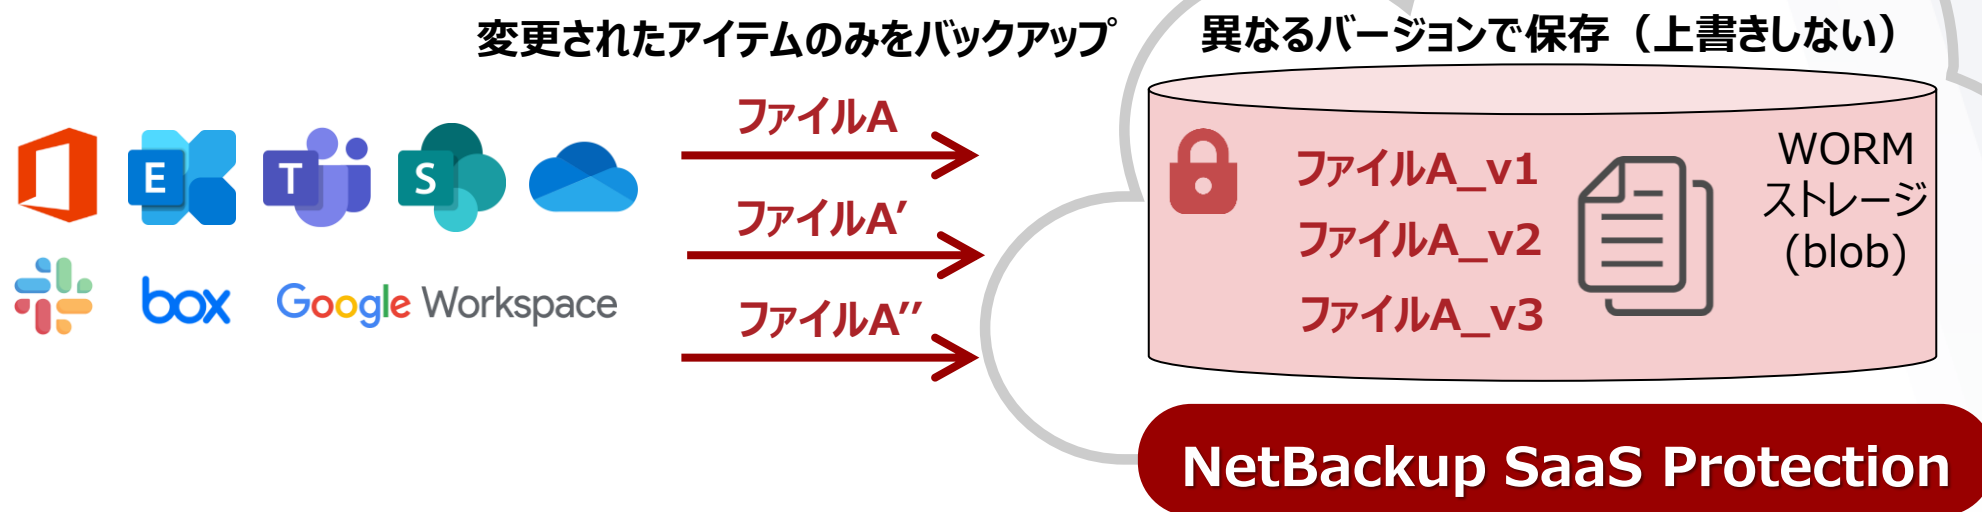 変更されたアイテムのみをバックアップ
異なるバージョンで保存（上書きしない）
ファイルA
ファイルA′
ファイルA′′
E
T
S
box
Google Workspace
ファイルA_v1
ファイルA_v2
ファイルA_v3
WORM
ストレージ
(blob)
NetBackup SaaS Protection